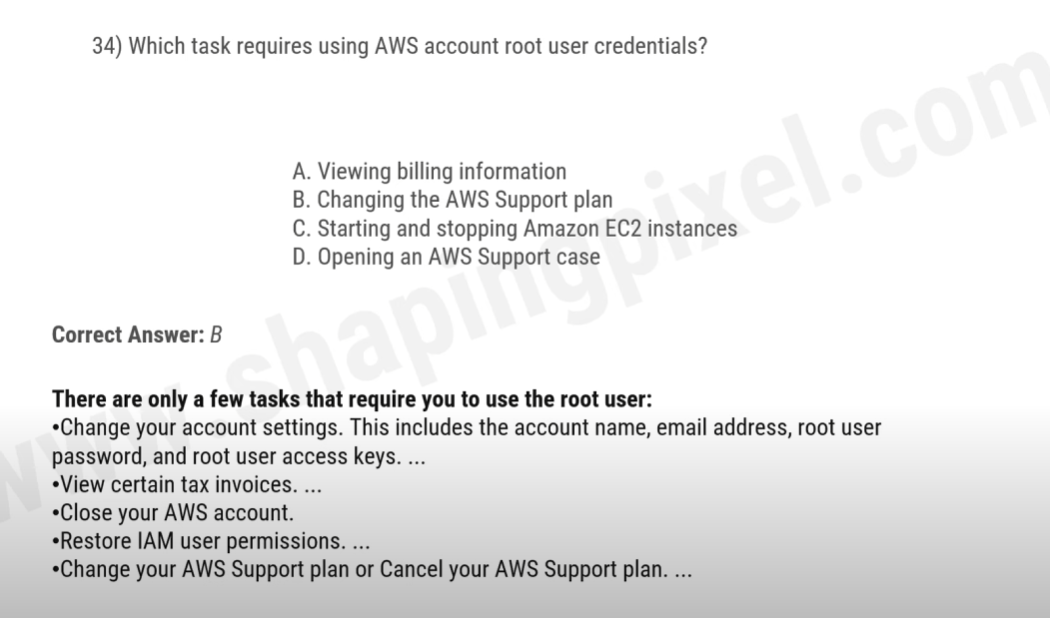 34) Which task requires using AWS account root user credentials?
A. Viewing billing information
B. Changing the AWS Support plan
C. Starting and stopping Amazon EC2 instances
D. Opening an AWS Support case
Correct Answer: B
There are only a few tasks that require you to use the root user:
•Change your account settings. This includes the account name, email address, root user
password, and root user access keys. ...
•View certain tax invoices. ...
•Close your AWS account.
•Restore IAM user permissions. ...
•Change your AWS Support plan or Cancel your AWS Support plan. ...
www.shapingpixel.com